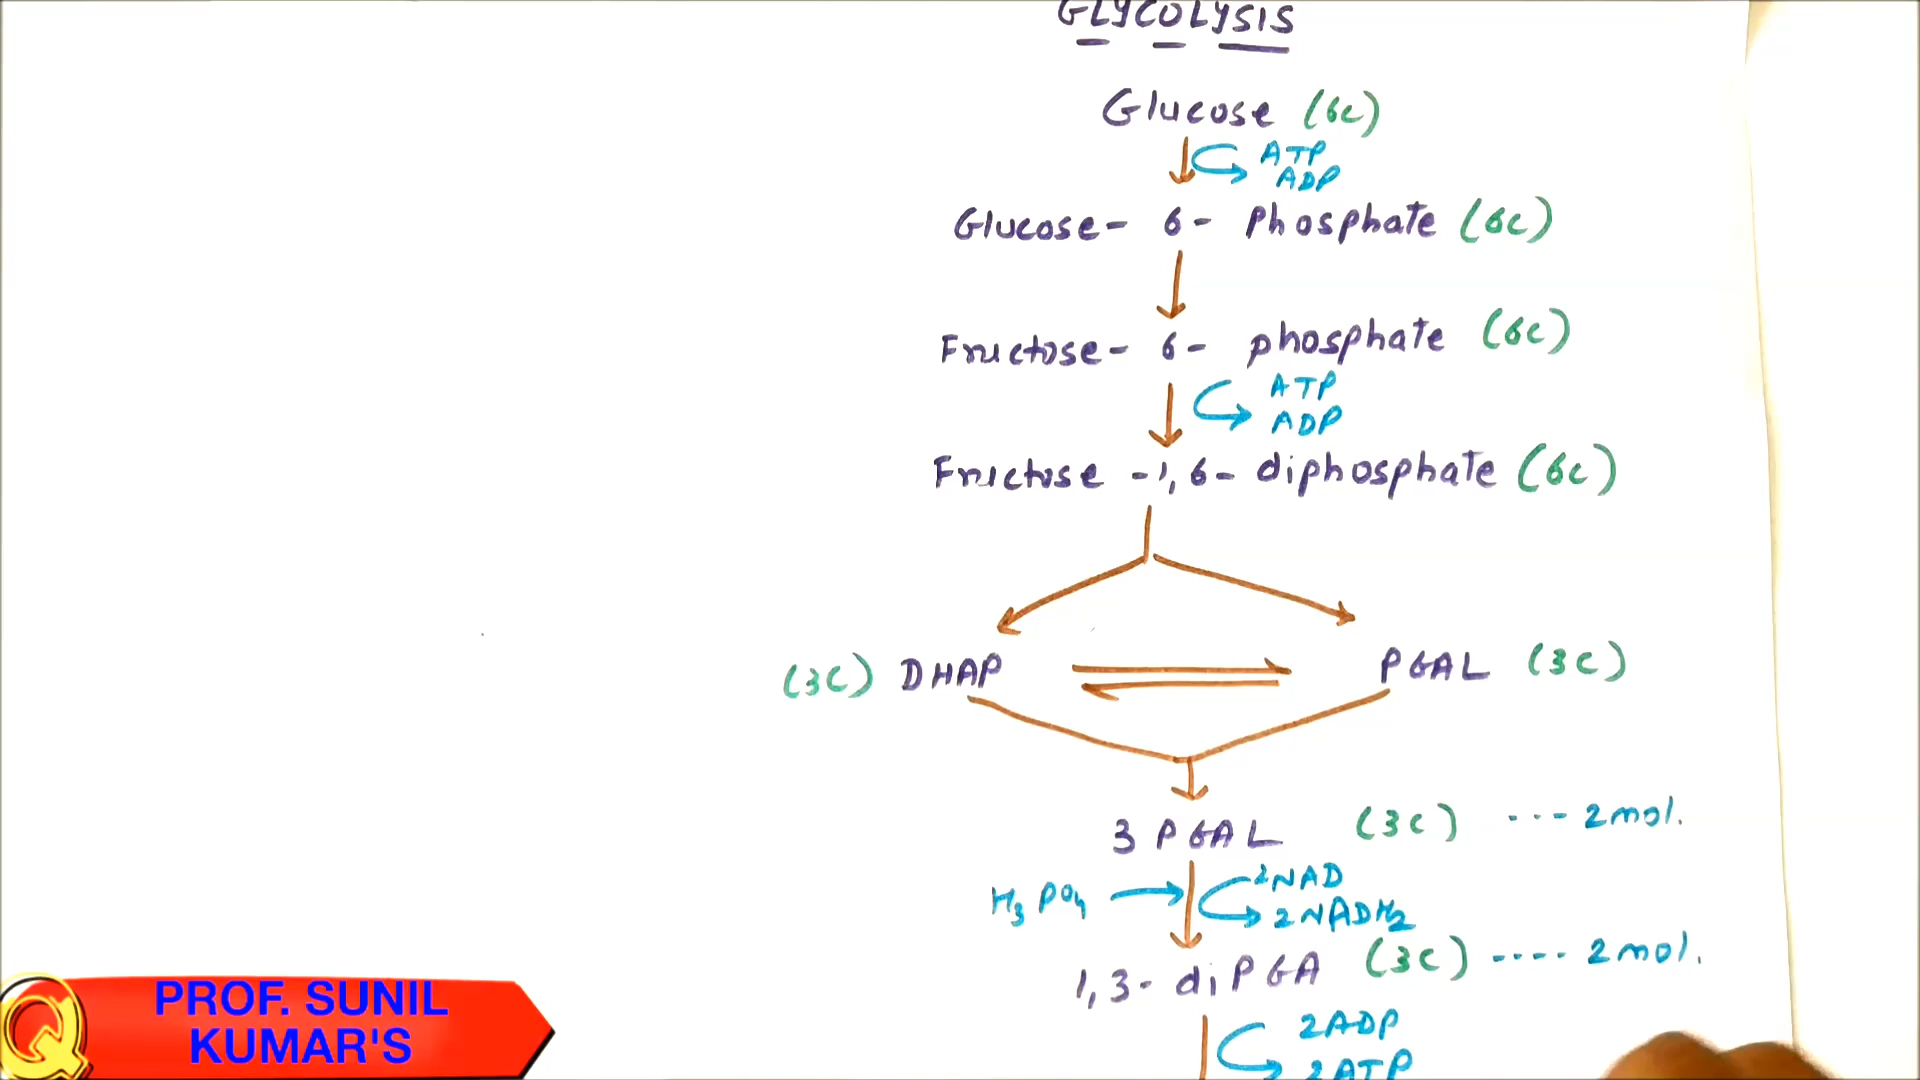 GLYCOLYSIS
Glucose (6C)
ATP
ADP
Glucose - 6 - Phosphate (6C)
Fructose - 6 - phosphate (6C)
ATP
ADP
Fructose -1,6- diphosphate (6C)
(3C) DHAP PGAL (3C)
3 PGAL (3C) --- 2mol.
H3PO4 2NAD
2NADH2
1,3- diPGA (3C) ---- 2mol.
2ADP
2ATP
PROF. SUNIL
KUMAR'S